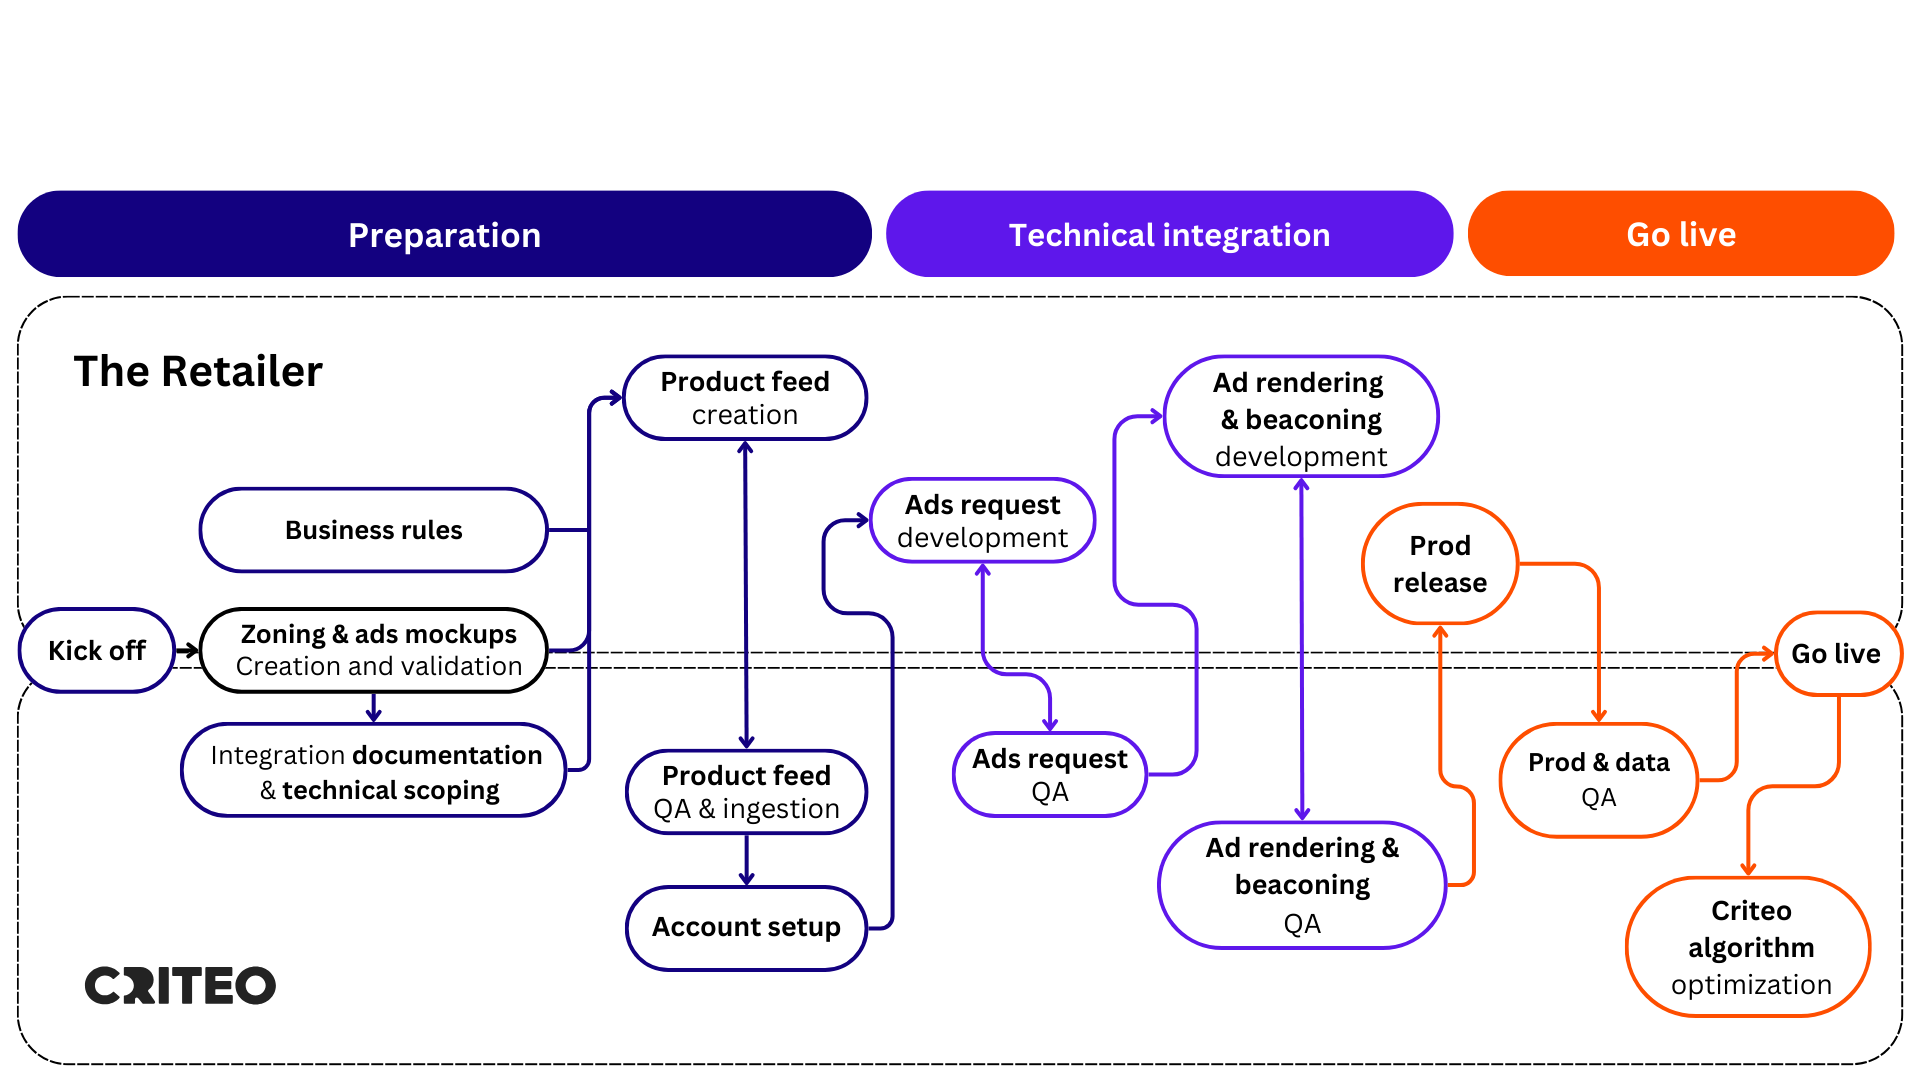 Preparation
Technical integration
Go live
The Retailer
Product feed
creation
Ad rendering
& beaconing
development
Business rules
Ads request
development
Prod
release
Kick off
Zoning & ads mockups
Creation and validation
Go live
Integration documentation
& technical scoping
Product feed
QA & ingestion
Ads request
QA
Prod & data
QA
Ad rendering &
beaconing
QA
Account setup
Criteo
algorithm
optimization
CRITEO